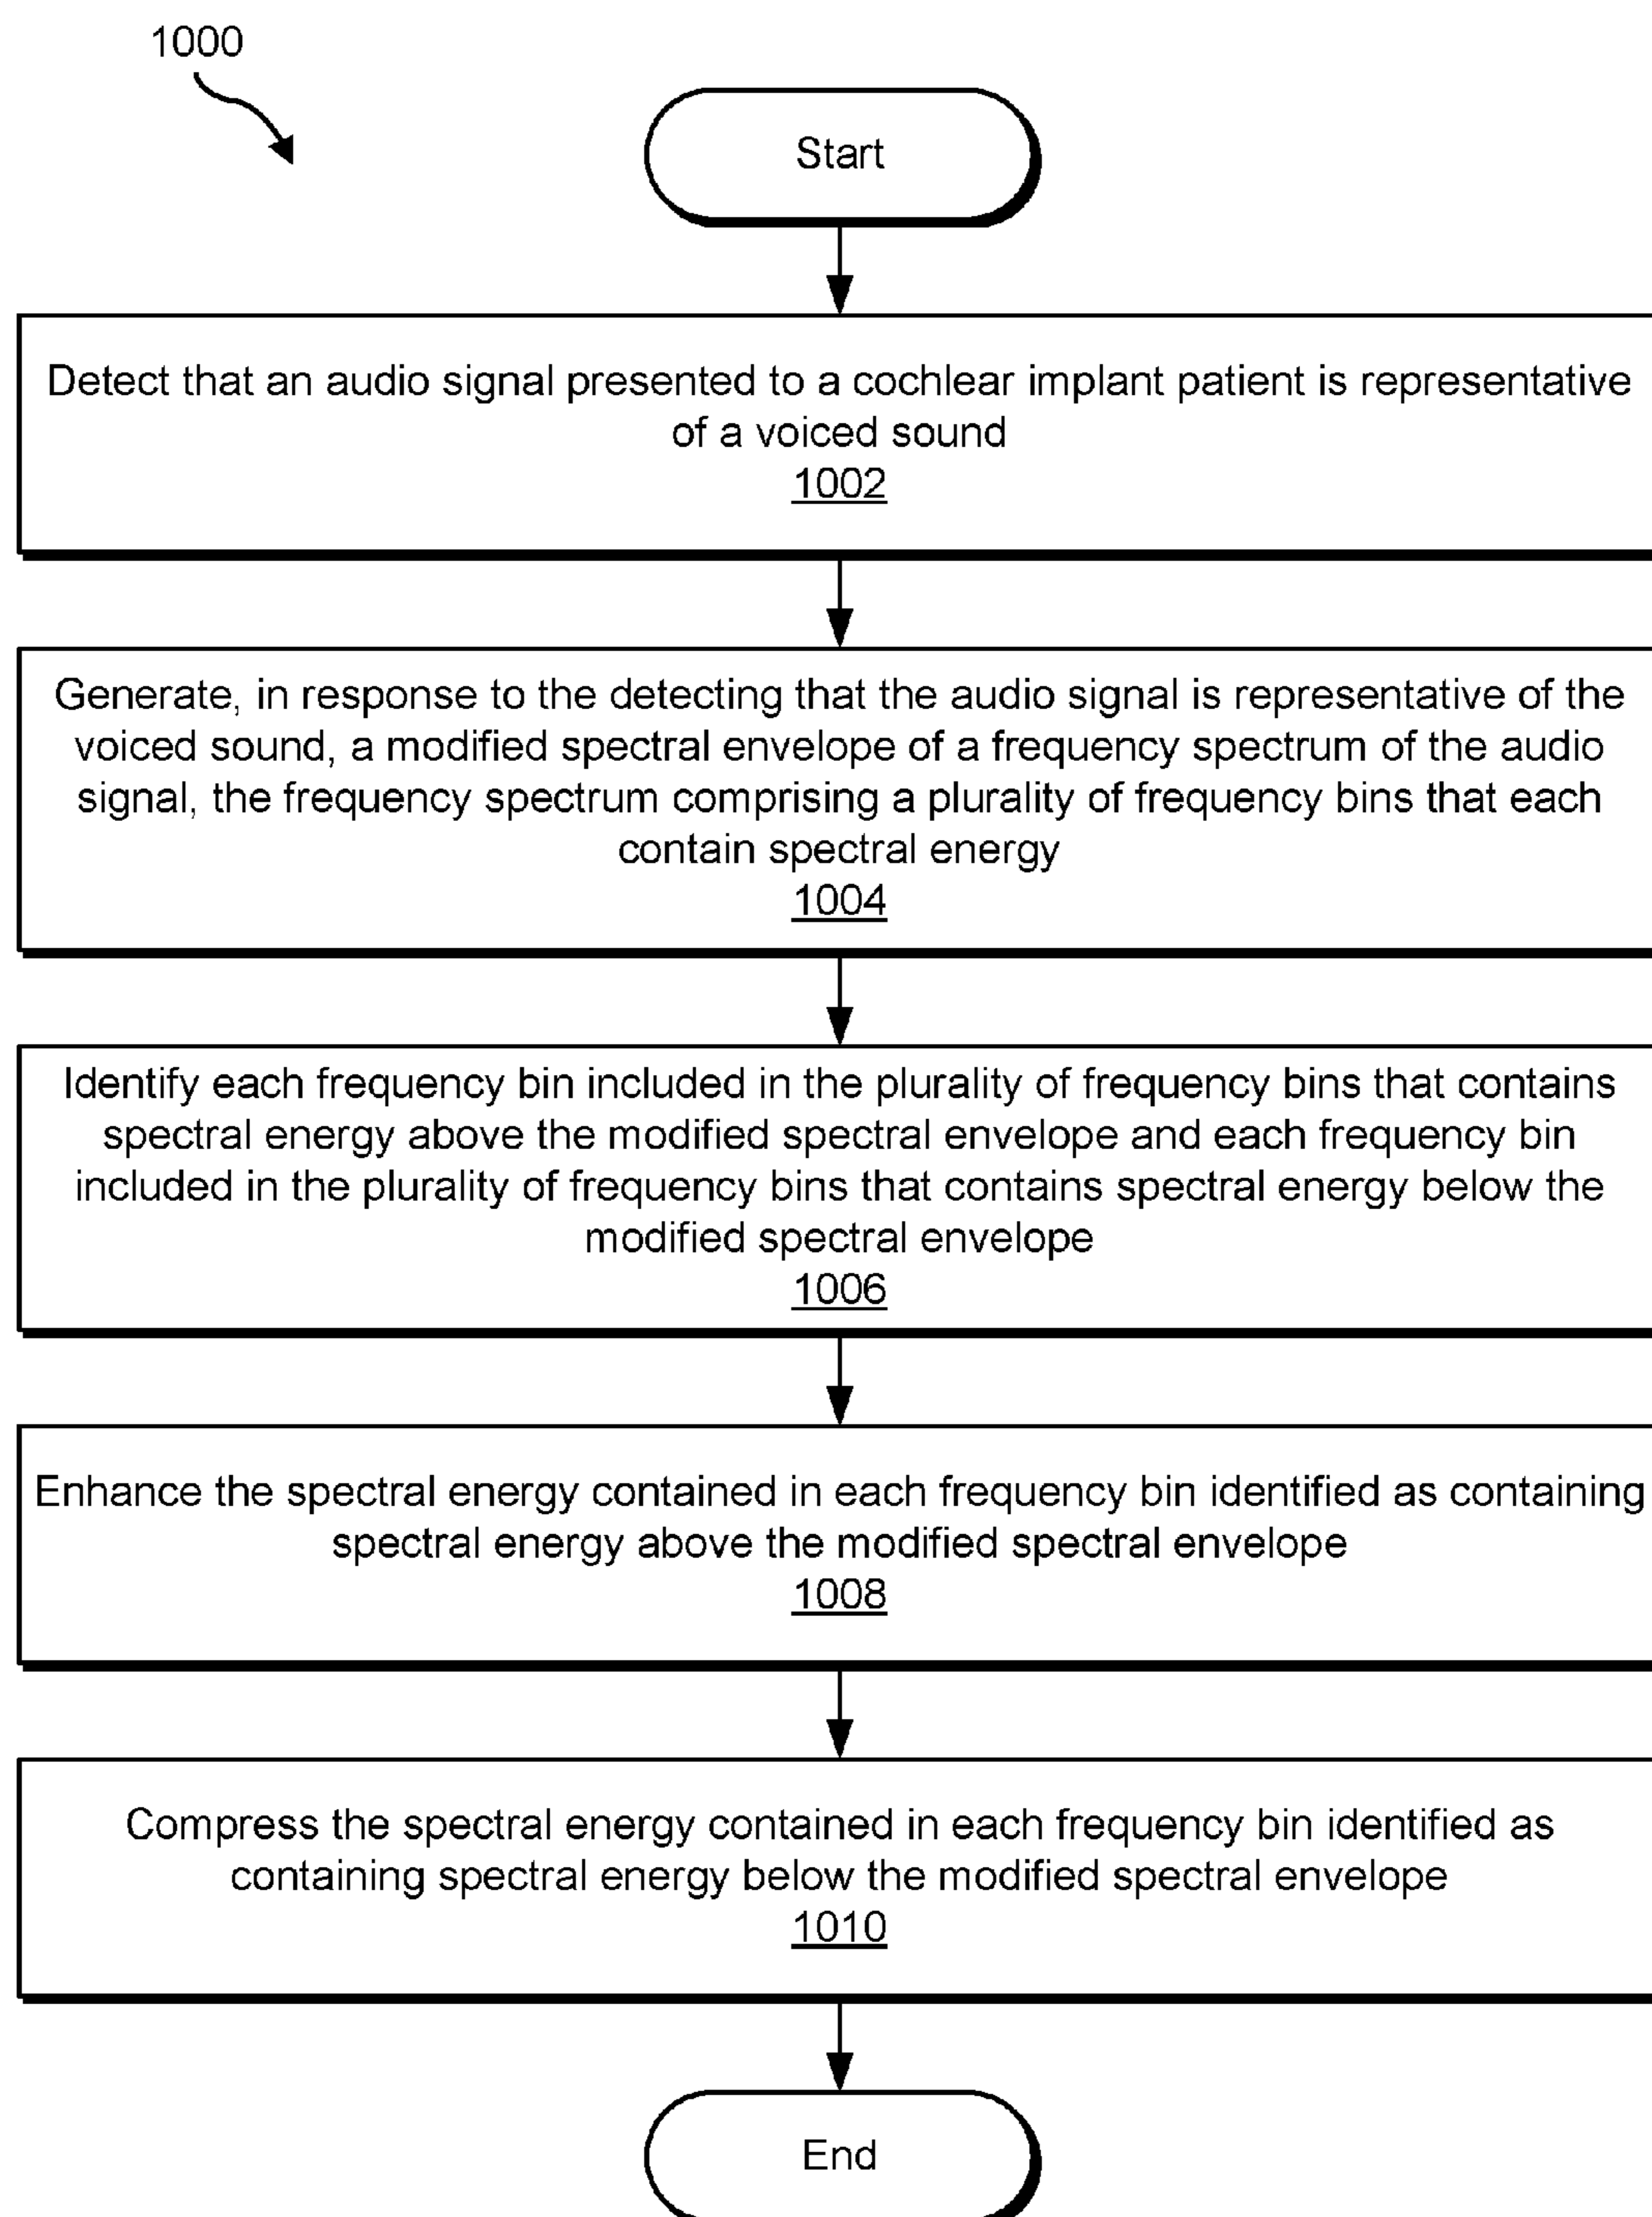 1000
Start
Detect that an audio signal presented to a cochlear implant patient is representative
of a voiced sound
1002
Generate, in response to the detecting that the audio signal is representative of the
voiced sound, a modified spectral envelope of a frequency spectrum of the audio
signal, the frequency spectrum comprising a plurality of frequency bins that each
contain spectral energy
1004
Identify each frequency bin included in the plurality of frequency bins that contains
spectral energy above the modified spectral envelope and each frequency bin
included in the plurality of frequency bins that contains spectral energy below the
modified spectral envelope
1006
Enhance the spectral energy contained in each frequency bin identified as containing
spectral energy above the modified spectral envelope
1008
Compress the spectral energy contained in each frequency bin identified as
containing spectral energy below the modified spectral envelope
1010
End